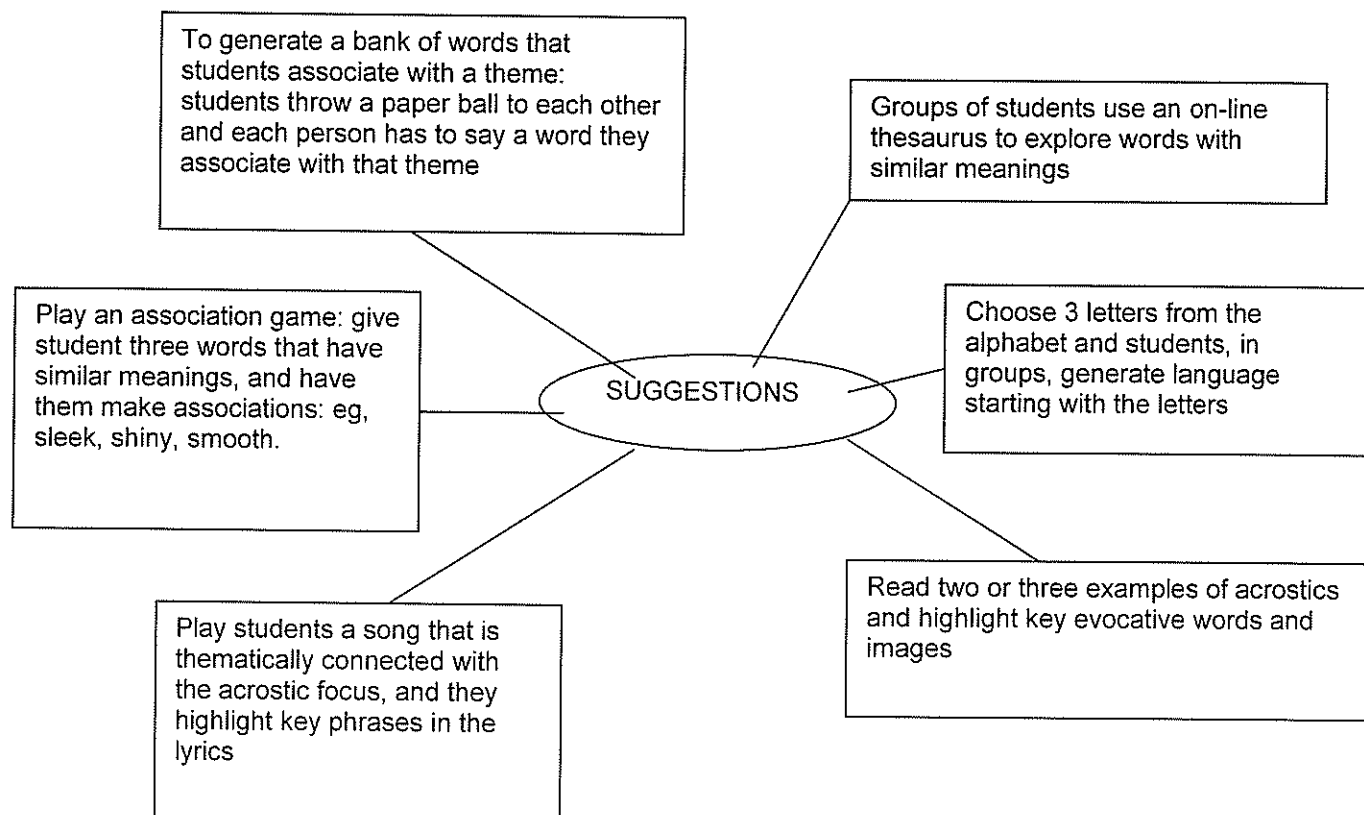 To generate a bank of words that
students associate with a theme:
students throw a paper ball to each other
and each person has to say a word they
associate with that theme
Groups of students use an on-line
thesaurus to explore words with
similar meanings
Play an association game: give
student three words that have
similar meanings, and have
them make associations: eg,
sleek, shiny, smooth.
SUGGESTIONS
Choose 3 letters from the
alphabet and students, in
groups, generate language
starting with the letters
Play students a song that is
thematically connected with
the acrostic focus, and they
highlight key phrases in the
lyrics
Read two or three examples of acrostics
and highlight key evocative words and
images